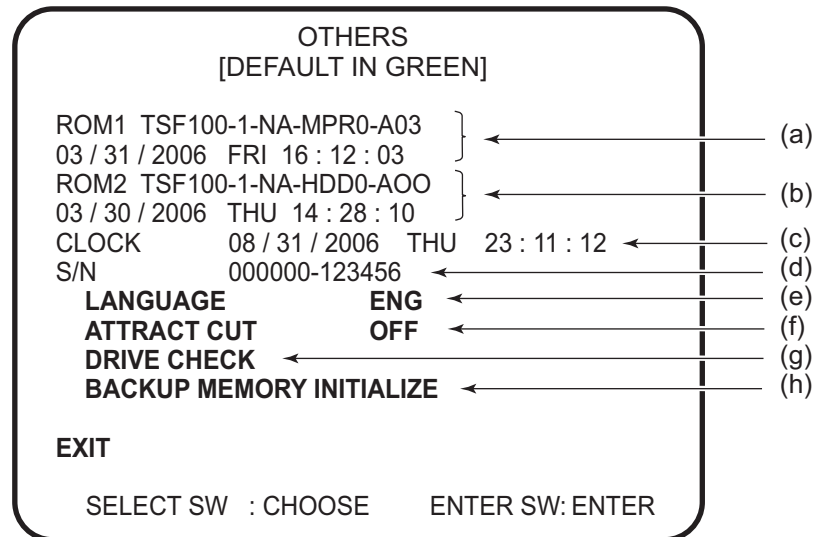 OTHERS
[DEFAULT IN GREEN]
ROM1 TSF100-1-NA-MPR0-A03
(a)
03 / 31 / 2006 FRI 16 : 12 : 03
ROM2 TSF100-1-NA-HDD0-AOO
(b)
03 / 30 / 2006 THU 14 : 28 : 10
CLOCK 08 / 31 / 2006 THU 23 : 11 : 12 (c)
S/N 000000-123456 (d)
LANGUAGE ENG (e)
ATTRACT CUT OFF (f)
DRIVE CHECK (g)
BACKUP MEMORY INITIALIZE (h)
EXIT
SELECT SW : CHOOSE ENTER SW: ENTER